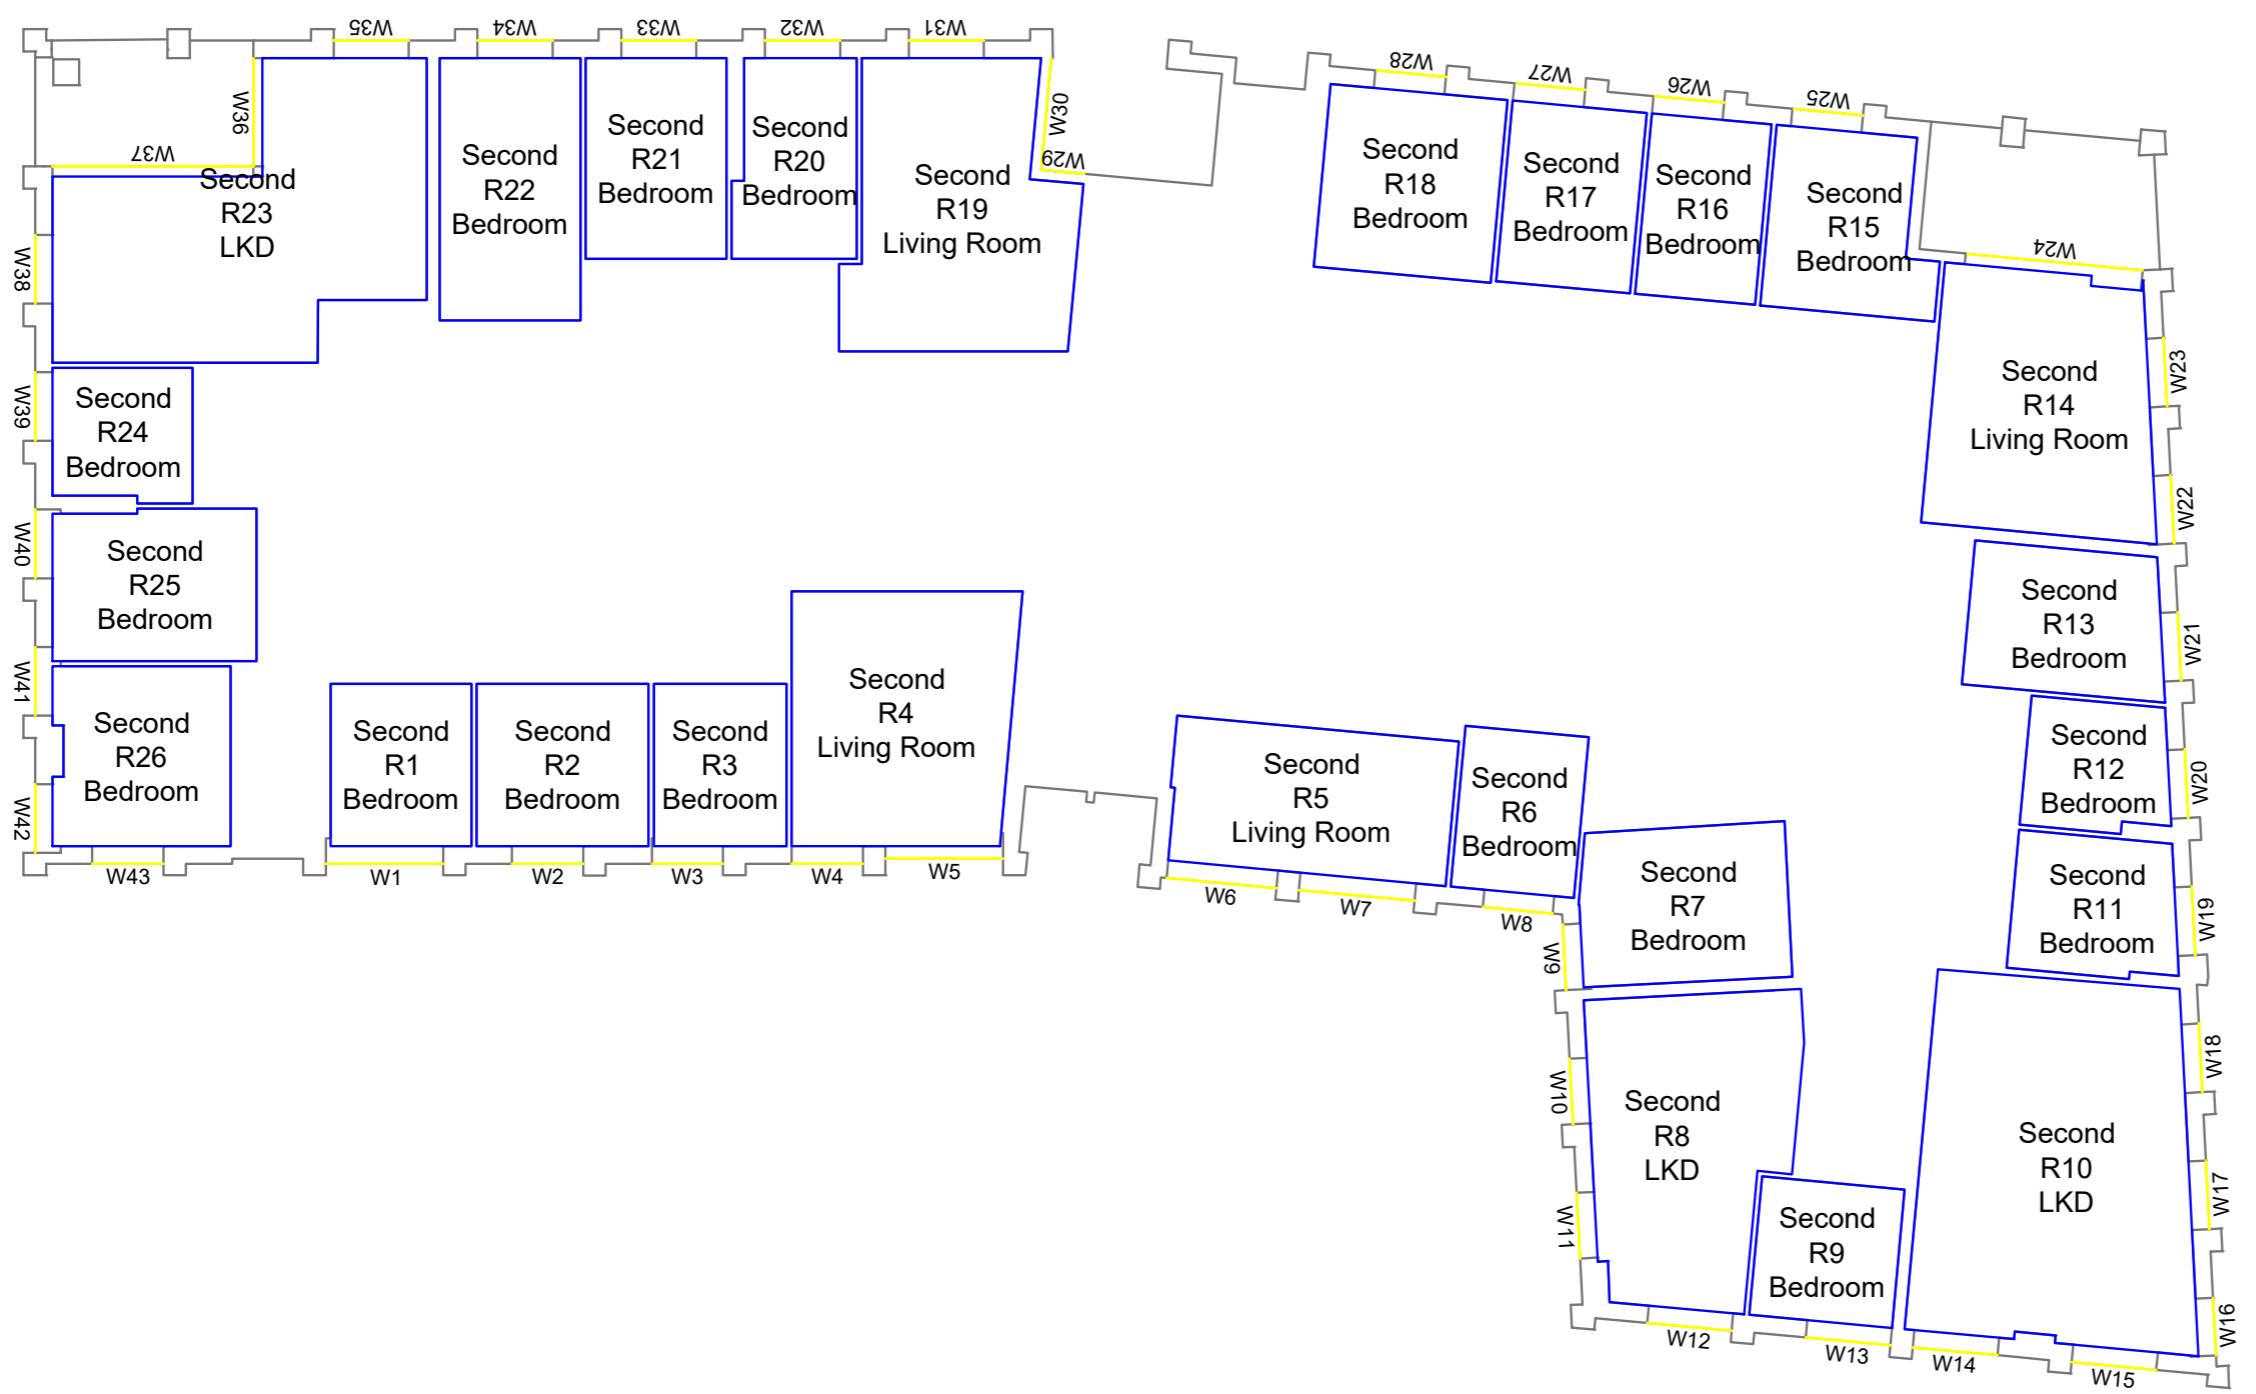 W35
W34
W33
W32
W31
W28
W27
W26
W25
W36
W37
W30
W29
W24
Second
R23
LKD
Second
R22
Bedroom
Second
R21
Bedroom
Second
R20
Bedroom
Second
R19
Living Room
Second
R18
Bedroom
Second
R17
Bedroom
Second
R16
Bedroom
Second
R15
Bedroom
W38
W39
Second
R24
Bedroom
Second
R14
Living Room
W23
W22
W40
Second
R25
Bedroom
Second
R13
Bedroom
W21
W41
Second
R26
Bedroom
W42
Second
R1
Bedroom
Second
R2
Bedroom
Second
R3
Bedroom
Second
R4
Living Room
Second
R5
Living Room
Second
R6
Bedroom
Second
R12
Bedroom
W20
W43
W1
W2
W3
W4
W5
W6
W7
W8
W9
Second
R7
Bedroom
Second
R11
Bedroom
W19
W10
Second
R8
LKD
W11
Second
R9
Bedroom
Second
R10
LKD
W18
W17
W16
W12
W13
W14
W15